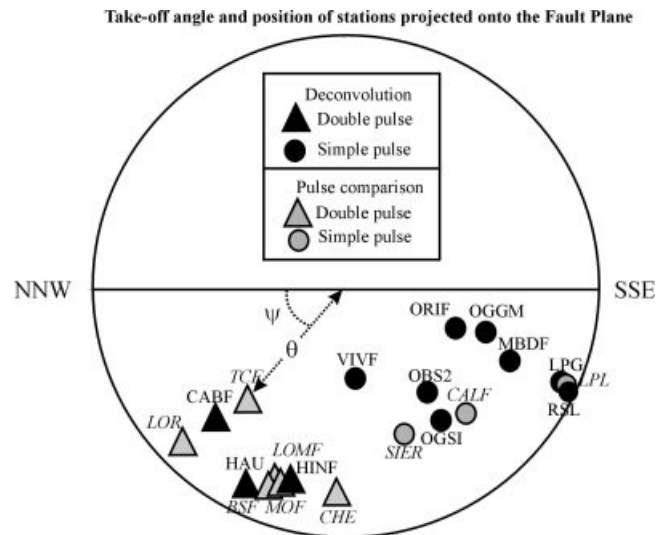 Take-off angle and position of stations projected onto the Fault Plane
Deconvolution
Double pulse
Simple pulse
Pulse comparison
Double pulse
Simple pulse
NNW
SSE
ψ
θ
ORIF
OGGM
MBDF
VIVF
LPG
LPL
TCF
OBS2
CALF
RSL
CABF
LOR
OGSI
SIER
LOMF
HAU
HINF
BSF
MOF
CHE